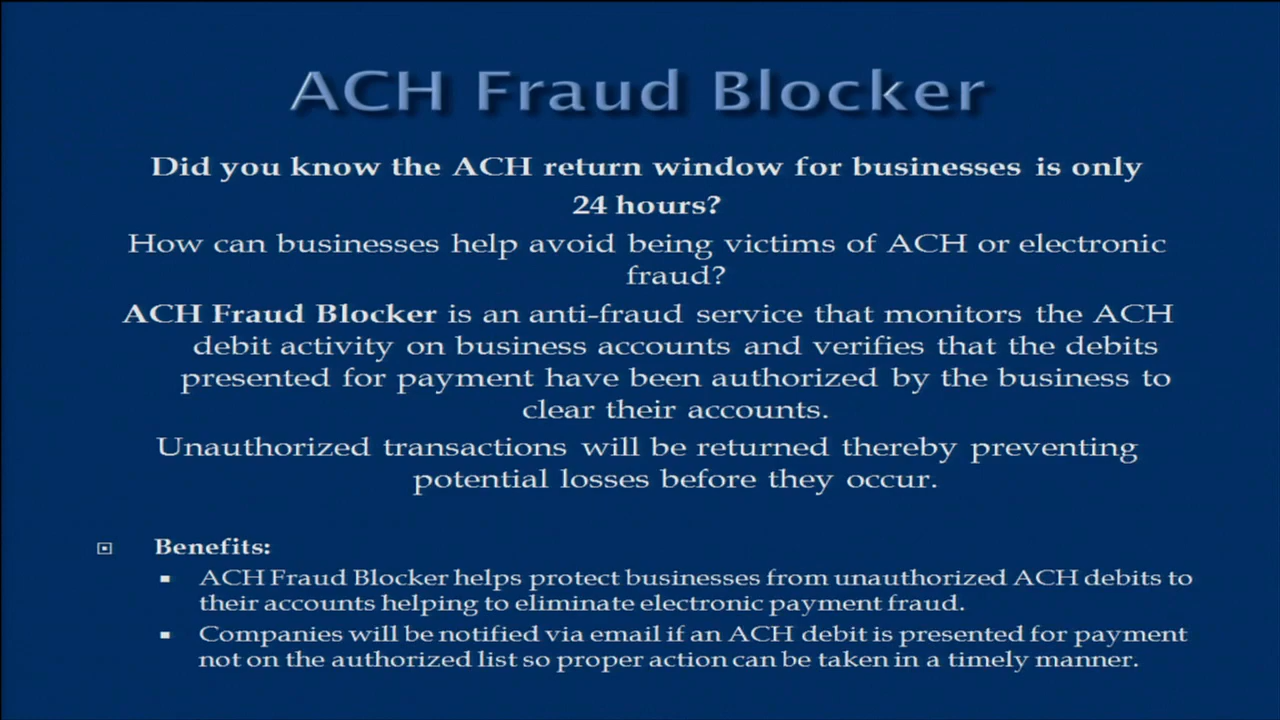 ACH Fraud Blocker
Did you know the ACH return window for businesses is only
24 hours?
How can businesses help avoid being victims of ACH or electronic
fraud?
ACH Fraud Blocker is an anti-fraud service that monitors the ACH
debit activity on business accounts and verifies that the debits
presented for payment have been authorized by the business to
clear their accounts.
Unauthorized transactions will be returned thereby preventing
potential losses before they occur.
Benefits:
ACH Fraud Blocker helps protect businesses from unauthorized ACH debits to
their accounts helping to eliminate electronic payment fraud.
Companies will be notified via email if an ACH debit is presented for payment
not on the authorized list so proper action can be taken in a timely manner.